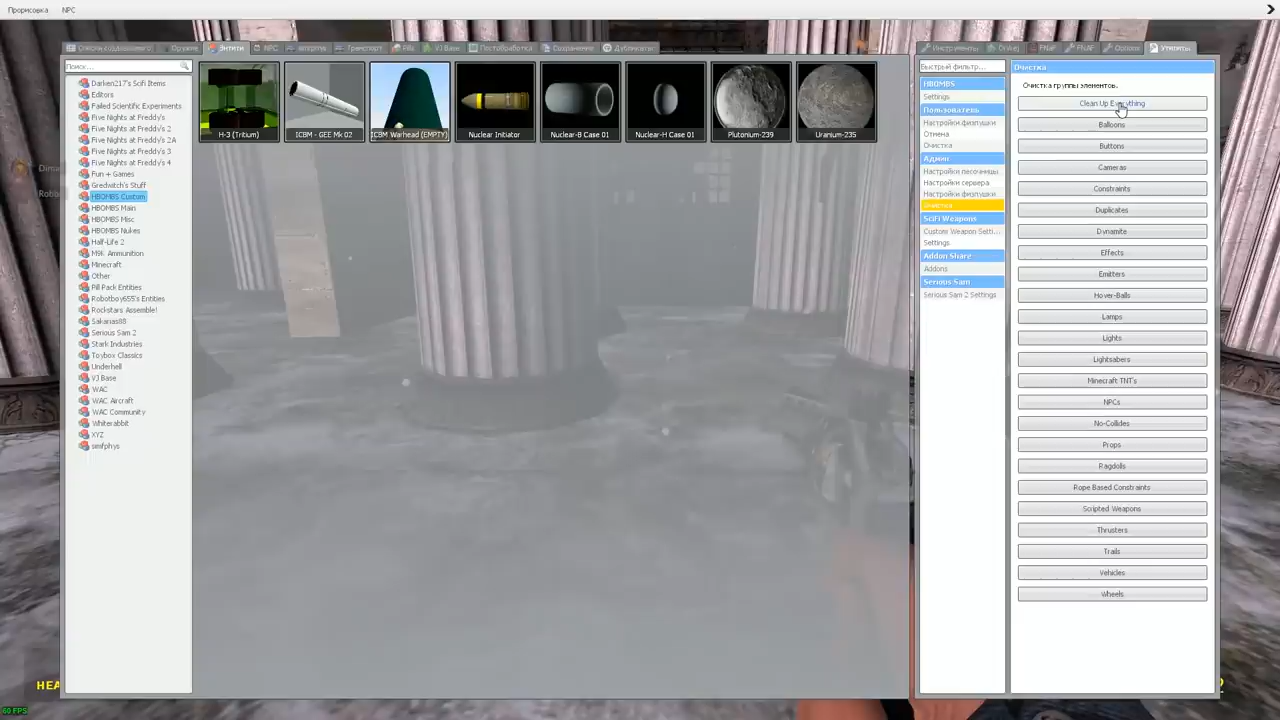 Прорисовка NPC
Оружие
Энтити
NPC
Транспорт
VJ Base
Постобработка
Сохранение
Дубликаты
Инструменты
FNAF
FNAF
Options
Утилиты
Поиск...
Darken217's SciFi Items
Editors
Failed Scientific Experiments
Five Nights at Freddy's
Five Nights at Freddy's 2
Five Nights at Freddy's 2A
Five Nights at Freddy's 3
Five Nights at Freddy's 4
Fun + Games
Gredwitch's Stuff
HBOMBS Custom
HBOMBS Main
HBOMBS Misc
HBOMBS Nukes
Half-Life 2
M9K Ammunition
Minecraft
Other
Pill Pack Entities
Robotboy655's Entities
Rockstars Assemble!
Sakarias88
Serious Sam 2
Stark Industries
Toybox Classics
Underhell
VJ Base
WAC
WAC Aircraft
WAC Community
Whiterabbit
XYZ
simfphys
H-3 (Tritium)
ICBM - GEE Mk 02
ICBM Warhead (EMPTY)
Nuclear Initiator
Nuclear-B Case 01
Nuclear-H Case 01
Plutonium-239
Uranium-235
Быстрый фильтр...
HBOMBS
Settings
Пользователь
Настройки физпушки
Отмена
Очистка
Админ
Настройки песочницы
Настройки сервера
Настройки физпушки
Очистка
SciFi Weapons
Custom Weapon Setti...
Settings
Addon Share
Addons
Serious Sam
Serious Sam 2 Settings
Очистка
Очистка группы элементов.
Clean Up Everything
Balloons
Buttons
Cameras
Constraints
Duplicates
Dynamite
Effects
Emitters
Hover-Balls
Lamps
Lights
Lightsabers
Minecraft TNT's
NPCs
No-Collides
Props
Ragdolls
Rope Based Constraints
Scripted Weapons
Thrusters
Trails
Vehicles
Wheels
HEA
60 FPS